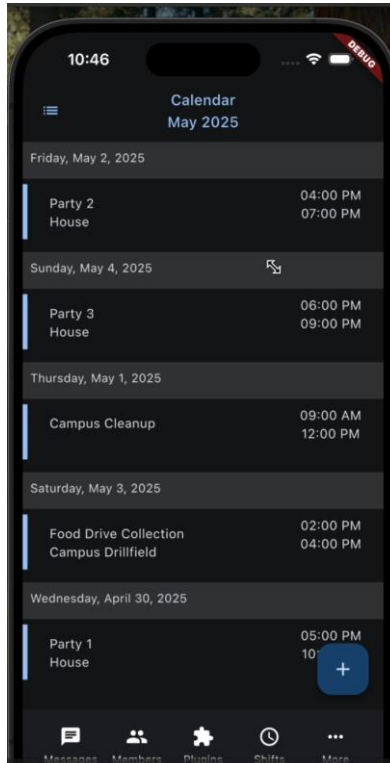 10:46
DEBUG
Calendar
May 2025
Friday, May 2, 2025
Party 2
House
04:00 PM
07:00 PM
Sunday, May 4, 2025
Party 3
House
06:00 PM
09:00 PM
Thursday, May 1, 2025
Campus Cleanup
09:00 AM
12:00 PM
Saturday, May 3, 2025
Food Drive Collection
Campus Drillfield
02:00 PM
04:00 PM
Wednesday, April 30, 2025
Party 1
House
05:00 PM
10:
+
Messages Members Plugins Shifts More